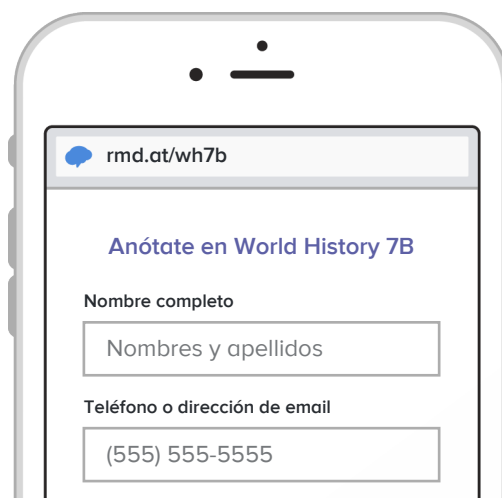 rmd.at/wh7b
Anótate en World History 7B
Nombre completo
Nombres y apellidos
Teléfono o dirección de email
(555) 555-5555